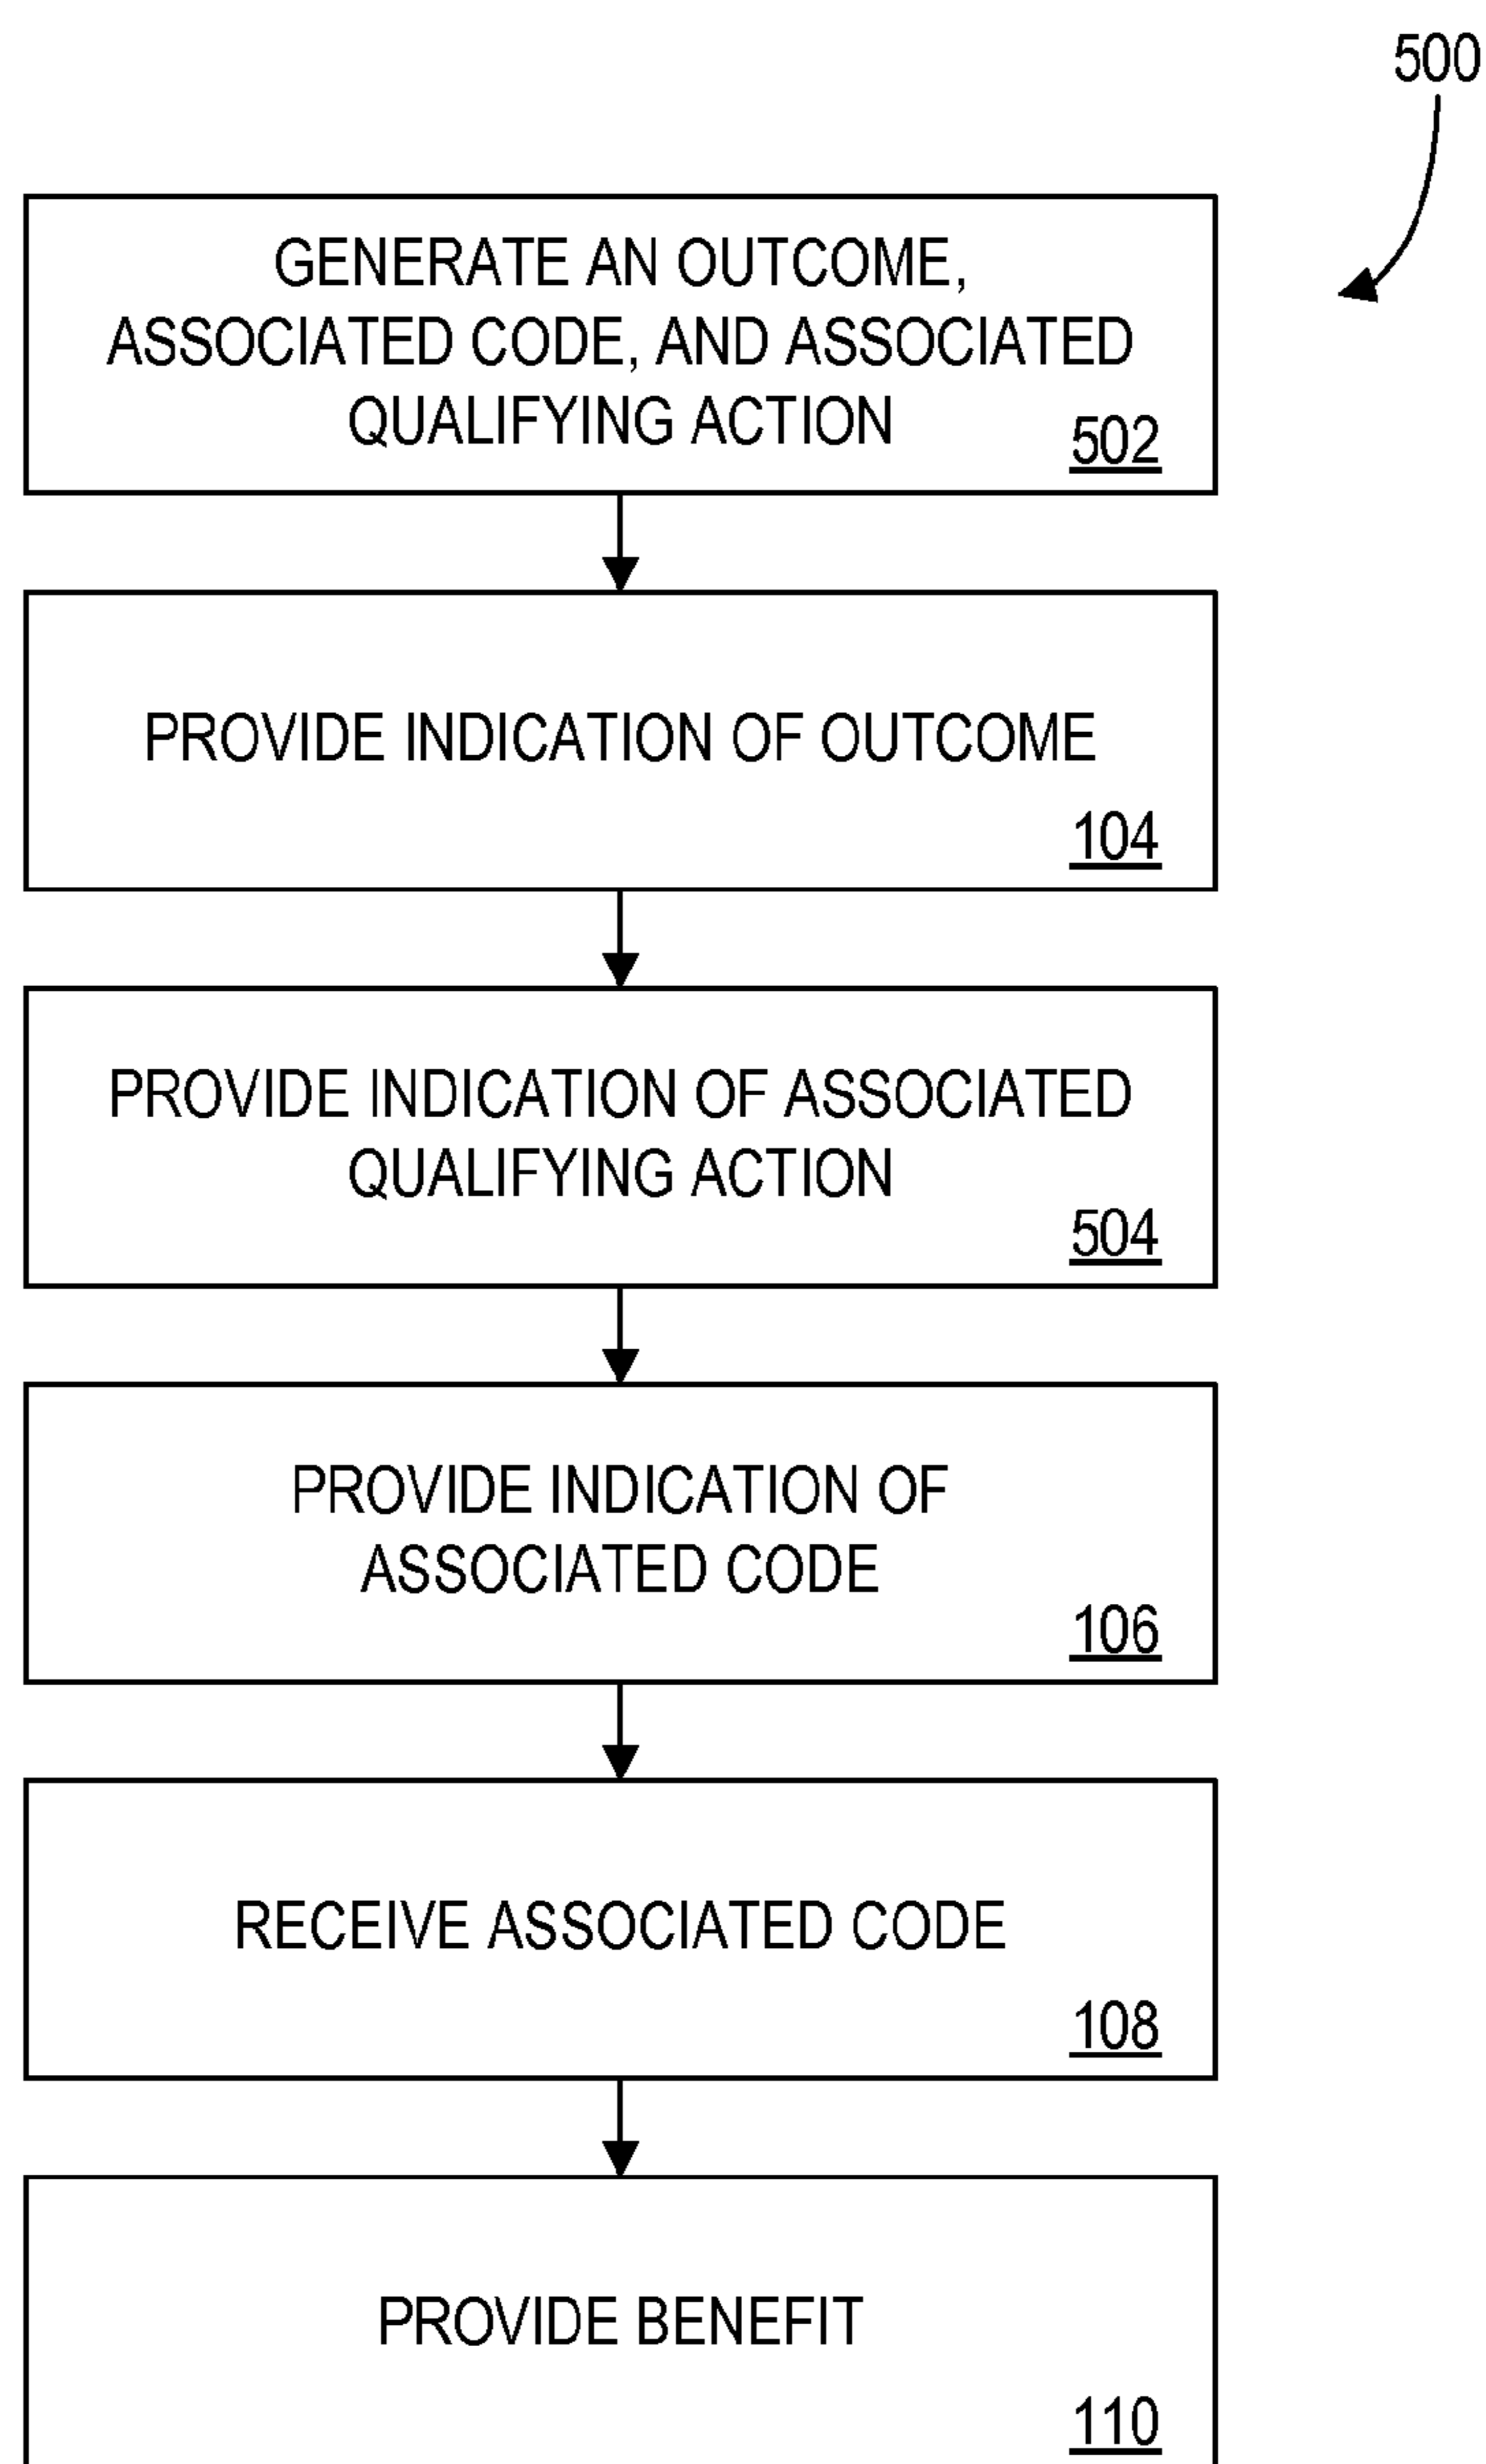 500
GENERATE AN OUTCOME,
ASSOCIATED CODE, AND ASSOCIATED
QUALIFYING ACTION
502
PROVIDE INDICATION OF OUTCOME
104
PROVIDE INDICATION OF ASSOCIATED
QUALIFYING ACTION
504
PROVIDE INDICATION OF
ASSOCIATED CODE
106
RECEIVE ASSOCIATED CODE
108
PROVIDE BENEFIT
110